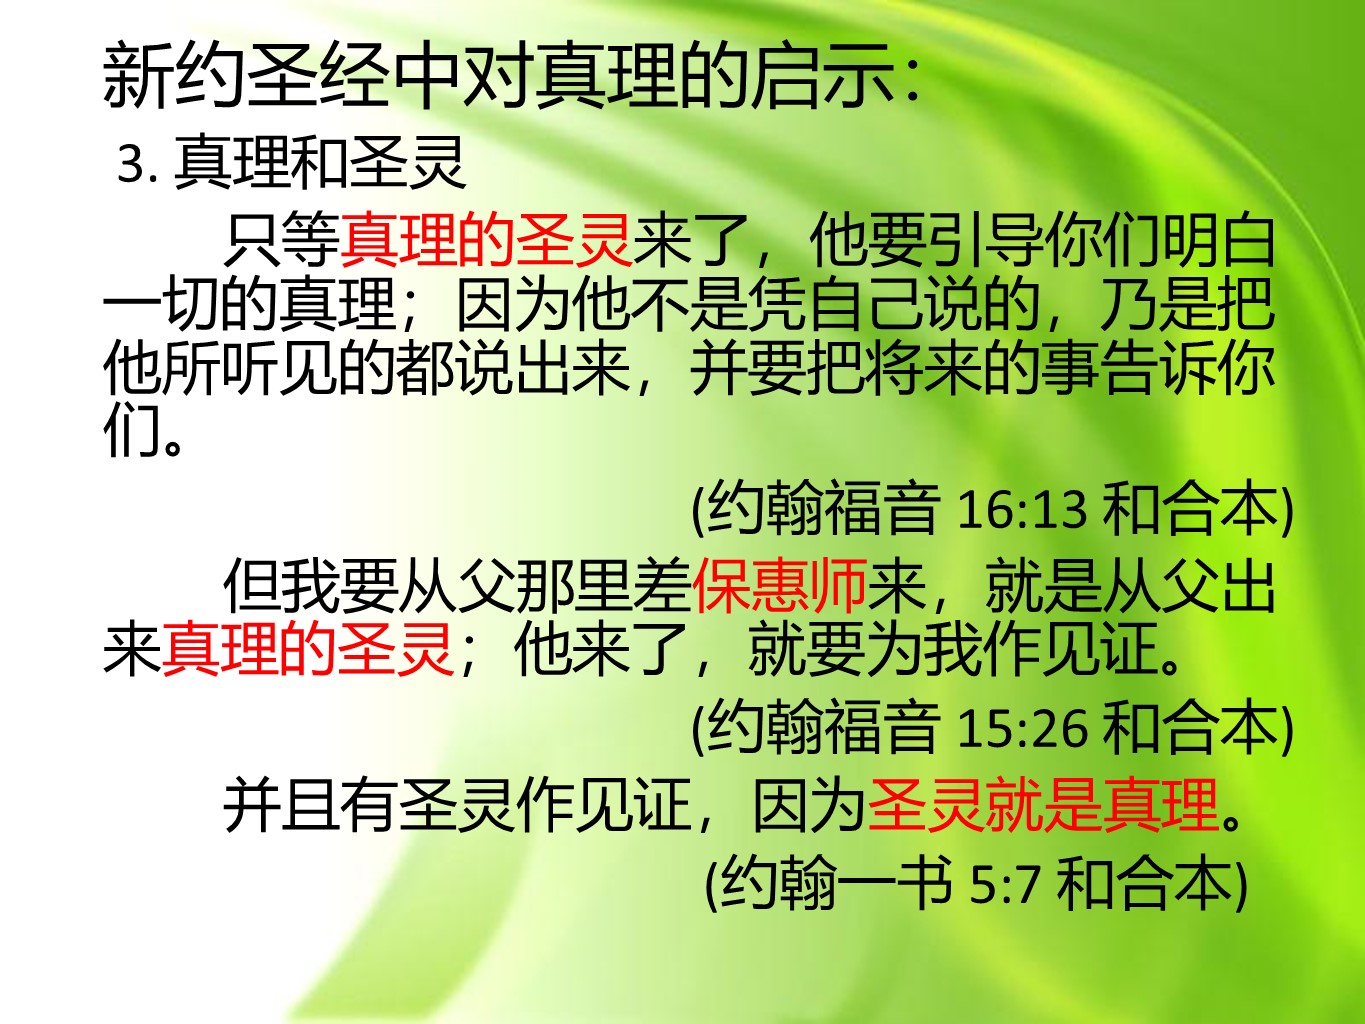 新约圣经中对真理的启示：
3. 真理和圣灵
只等真理的圣灵来了，他要引导你们明白
一切的真理；因为他不是凭自己说的，乃是把
他所听见的都说出来，并要把将来的事告诉你
们。
(约翰福音 16:13 和合本)
但我要从父那里差保惠师来，就是从父出
来真理的圣灵；他来了，就要为我作见证。
(约翰福音 15:26 和合本)
并且有圣灵作见证，因为圣灵就是真理。
(约翰一书 5:7 和合本)